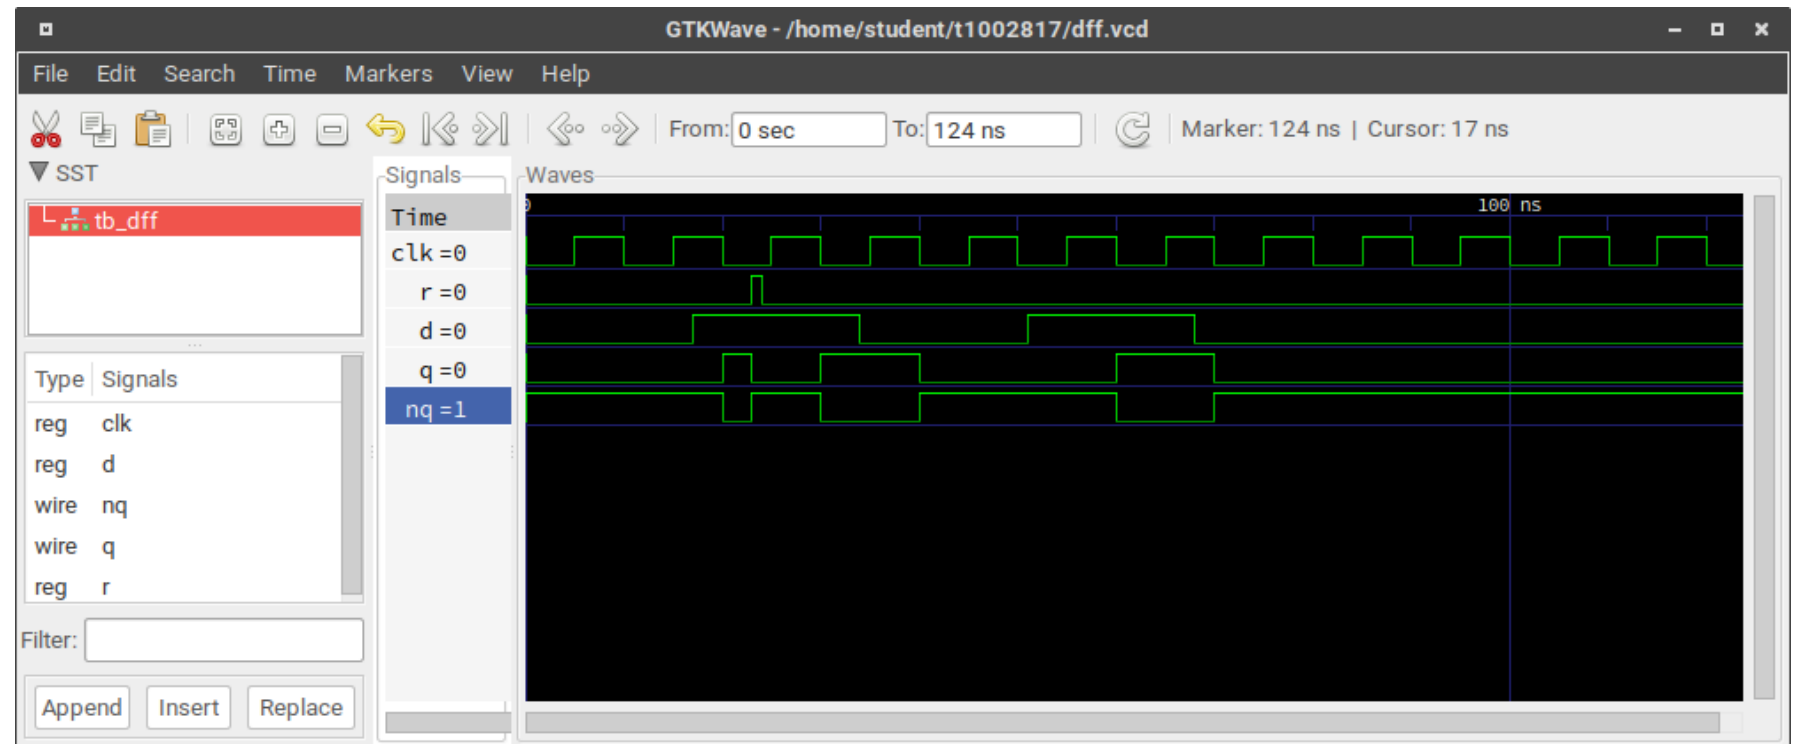 GTKWave - /home/student/t1002817/dff.vcd
File Edit Search Time Markers View Help
From: 0 sec To: 124 ns Marker: 124 ns | Cursor: 17 ns
SST
tb_dff
Type Signals
reg clk
reg d
wire nq
wire q
reg r
Filter:
Append Insert Replace
Signals
Time
clk =0
r =0
d =0
q =0
nq =1
Waves
0 100 ns